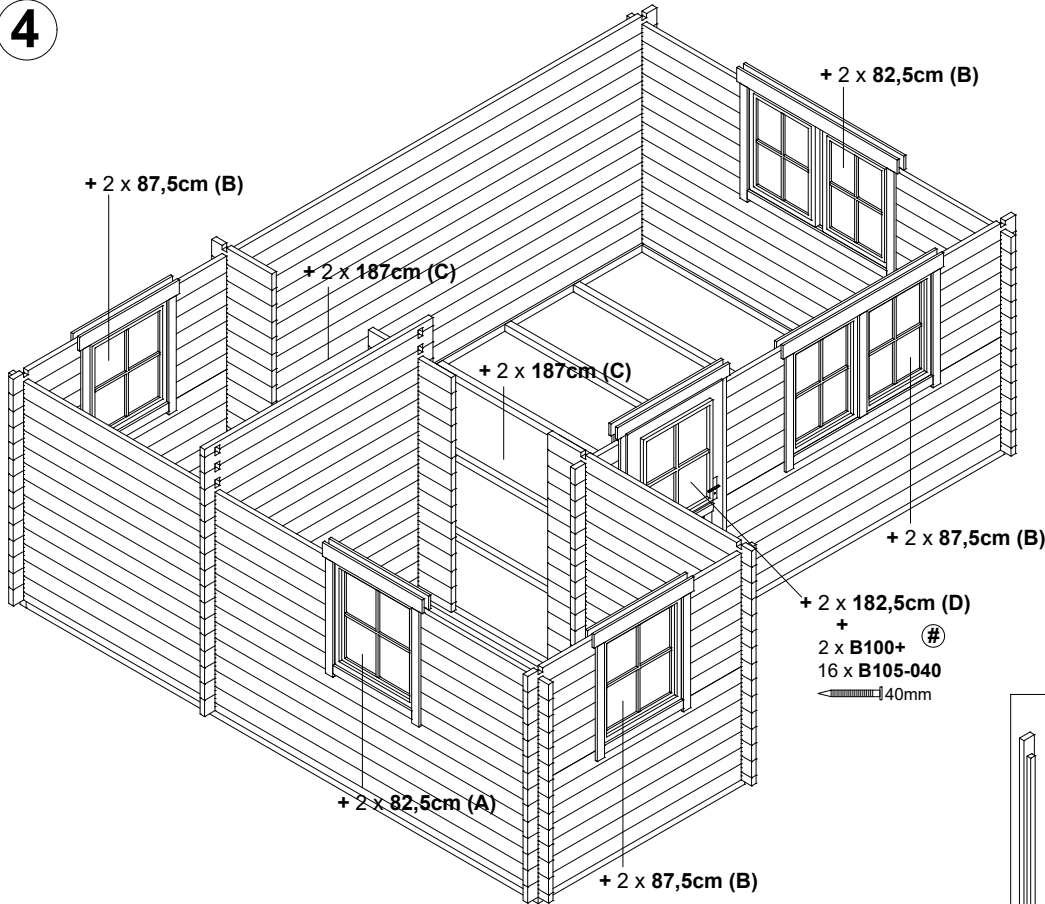 4
+ 2 x 82,5cm (B)
+ 2 x 87,5cm (B)
+ 2 x 187cm (C)
+ 2 x 187cm (C)
+ 2 x 87,5cm (B)
+ 2 x 182,5cm (D)
+
2 x B100+ #
16 x B105-040
40mm
+ 2 x 82,5cm (A)
+ 2 x 87,5cm (B)